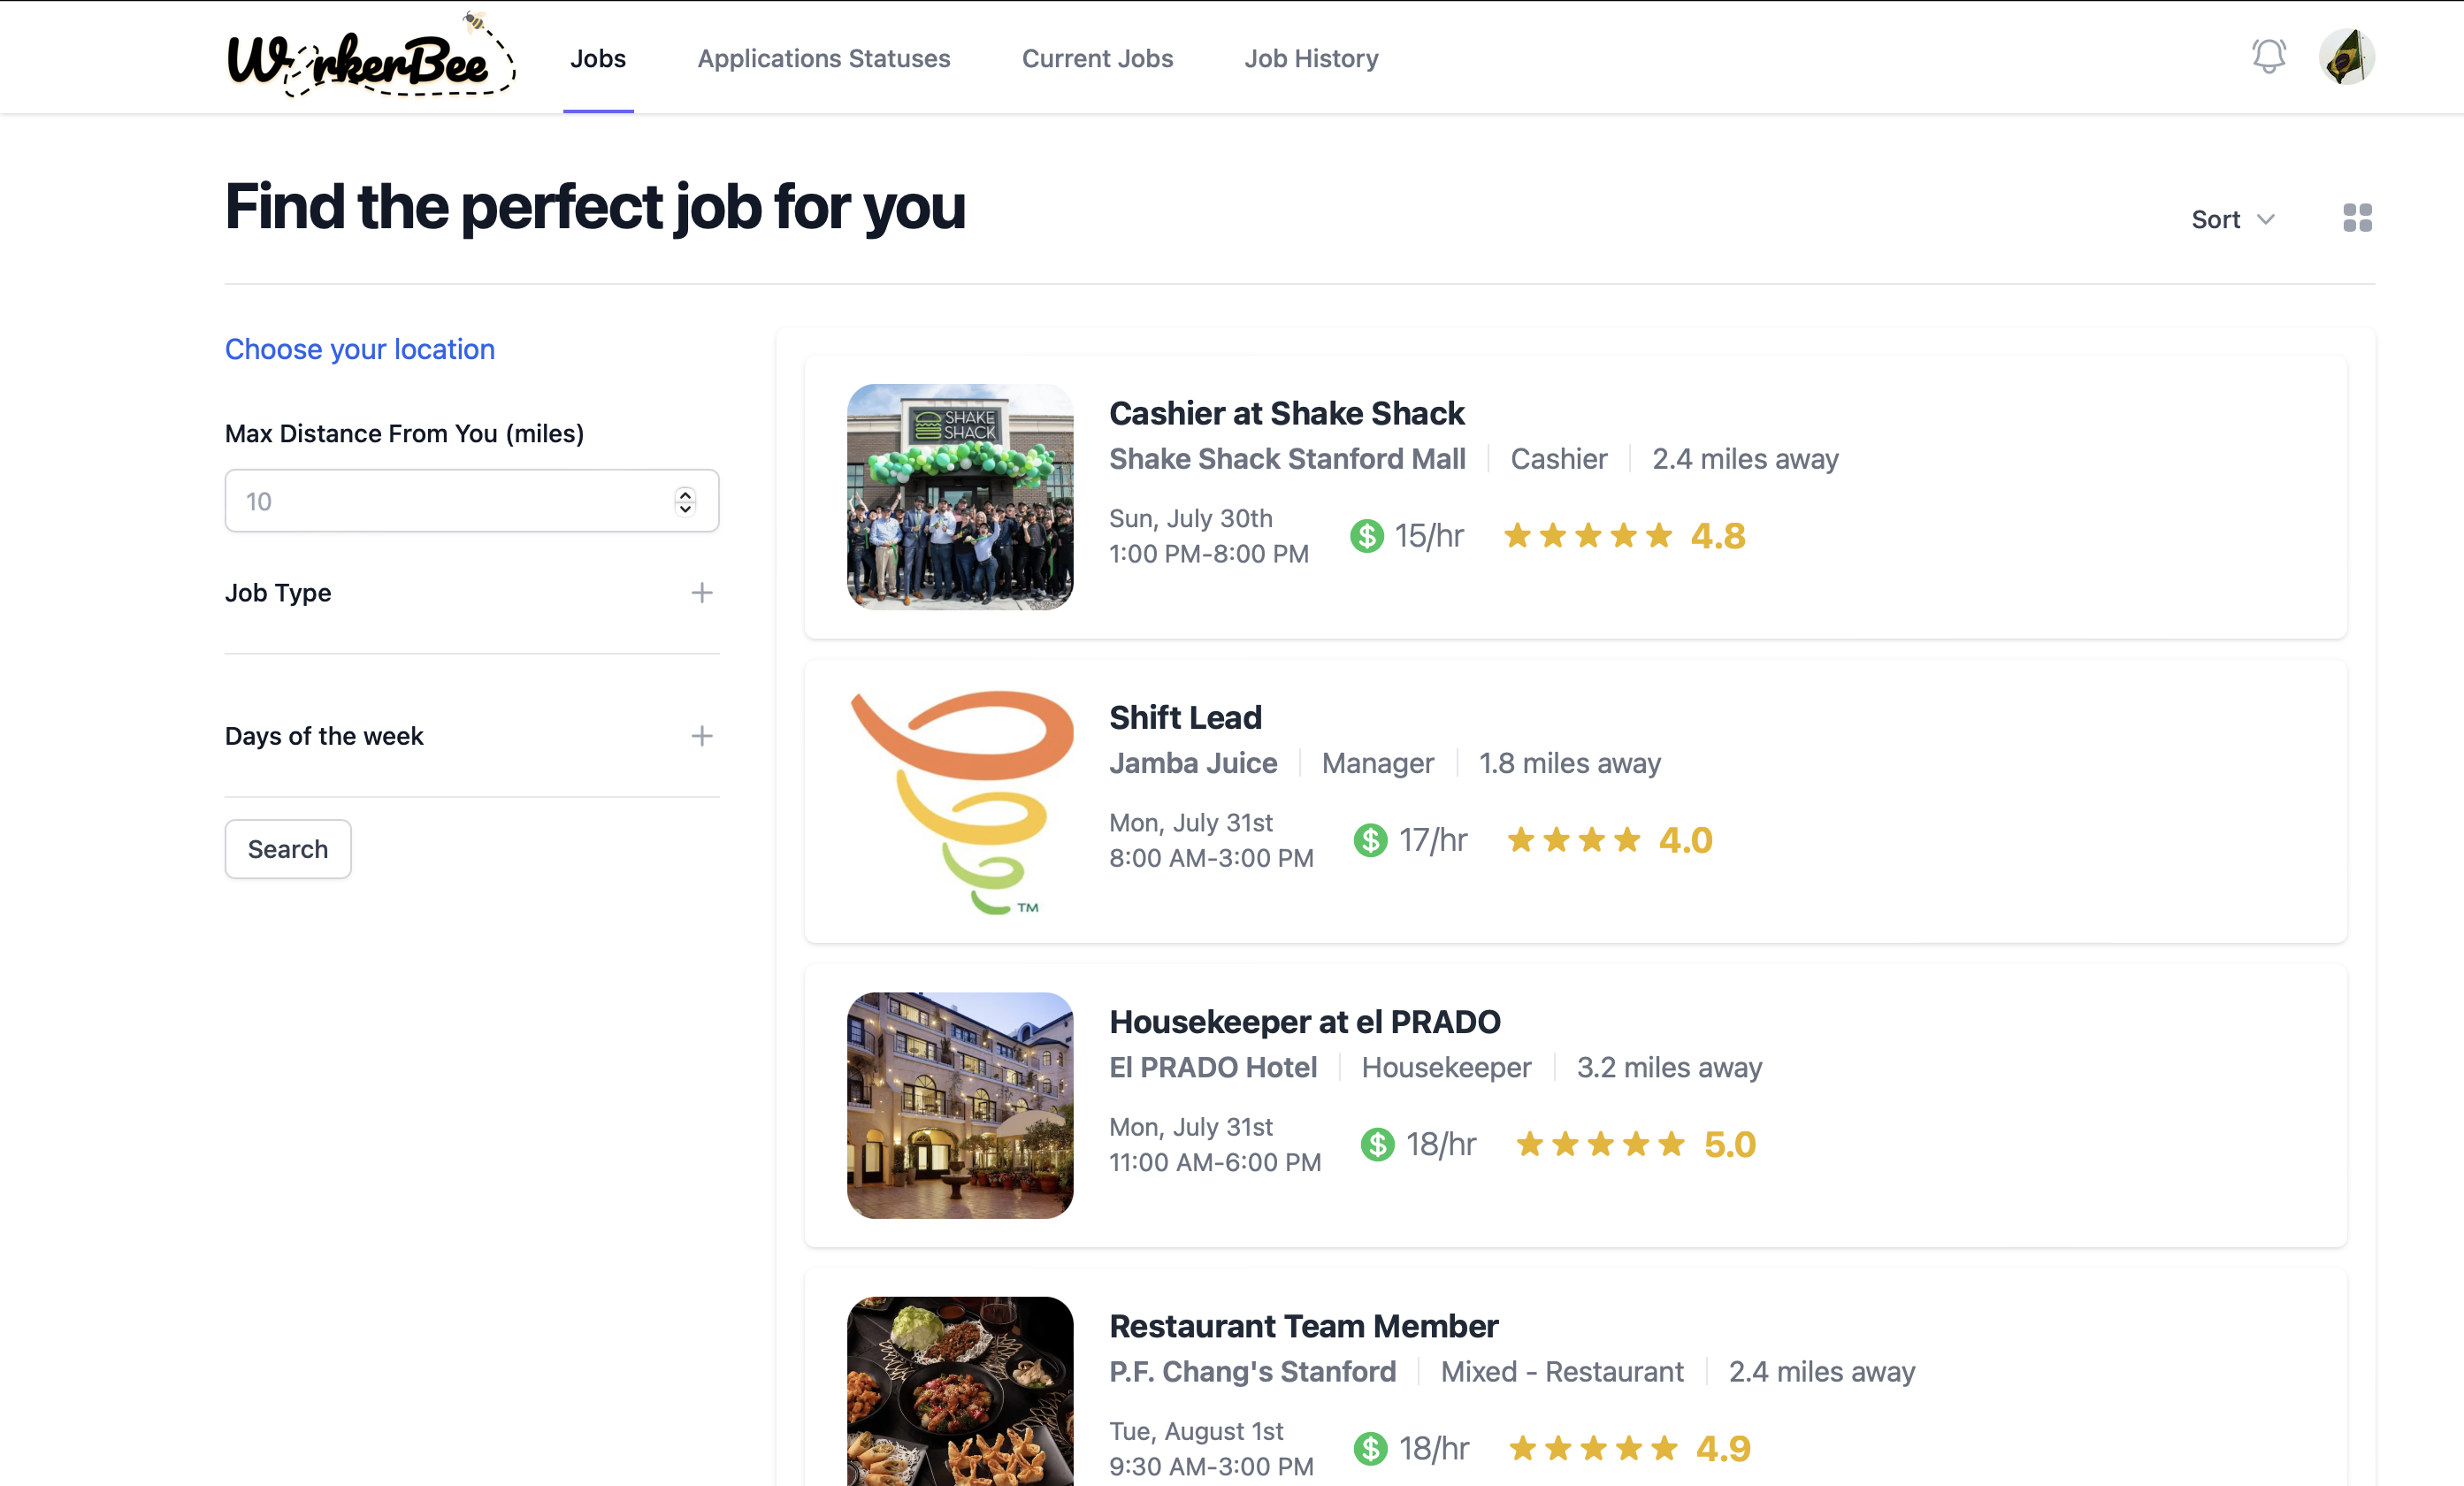 WorkerBee
Jobs
Applications Statuses
Current Jobs
Job History
Find the perfect job for you
Sort
Choose your location
Max Distance From You (miles)
10
Job Type
Days of the week
Search
SHAKE
SHACK
Cashier at Shake Shack
Shake Shack Stanford Mall Cashier 2.4 miles away
Sun, July 30th
1:00 PM-8:00 PM
$ 15/hr 4.8
TM
Shift Lead
Jamba Juice Manager 1.8 miles away
Mon, July 31st
8:00 AM-3:00 PM
$ 17/hr 4.0
Housekeeper at el PRADO
El PRADO Hotel Housekeeper 3.2 miles away
Mon, July 31st
11:00 AM-6:00 PM
$ 18/hr 5.0
Restaurant Team Member
P.F. Chang's Stanford Mixed - Restaurant 2.4 miles away
Tue, August 1st
9:30 AM-3:00 PM
$ 18/hr 4.9